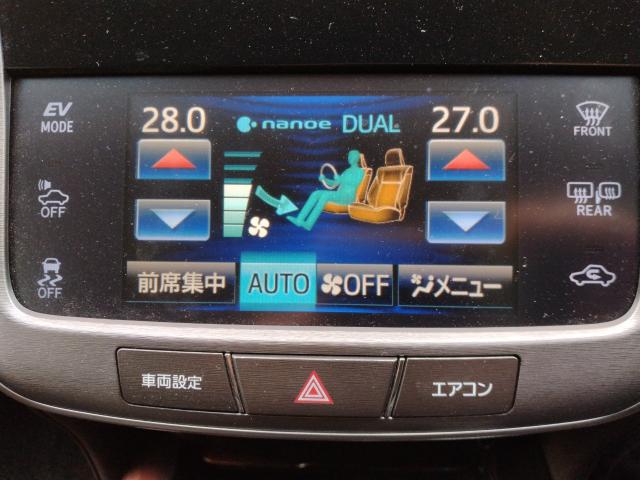 EV
MODE
28.0
nanoe DUAL
27.0
FRONT
OFF
REAR
OFF
前席集中
AUTO
OFF
メニュー
車両設定
エアコン